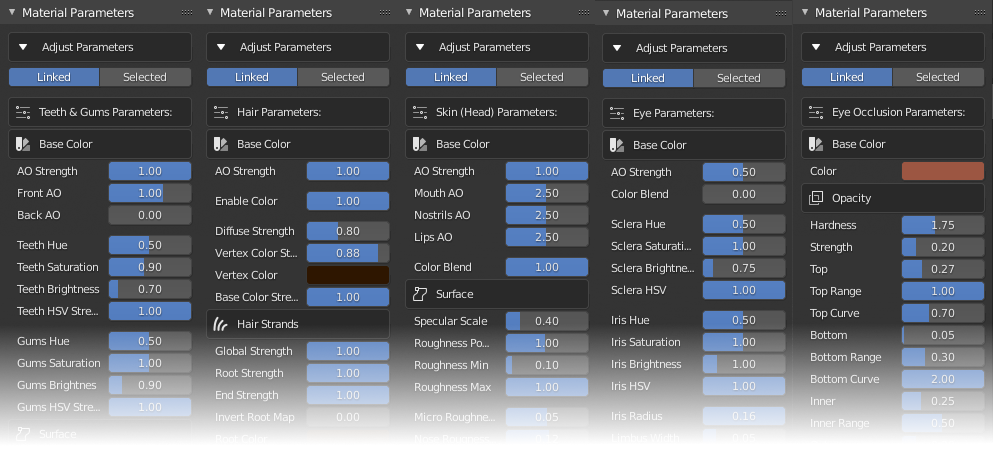 Material Parameters
Adjust Parameters
Linked Selected
Teeth & Gums Parameters:
Base Color
AO Strength 1.00
Front AO 1.00
Back AO 0.00
Teeth Hue 0.50
Teeth Saturation 0.90
Teeth Brightness 0.70
Teeth HSV Stre... 1.00
Gums Hue 0.50
Gums Saturation 1.00
Gums Brightnes 0.90
Gums HSV Stre... 1.00
Surface
Material Parameters
Adjust Parameters
Linked Selected
Hair Parameters:
Base Color
AO Strength 1.00
Enable Color 1.00
Diffuse Strength 0.80
Vertex Color St... 0.88
Vertex Color
Base Color Stre... 1.00
Hair Strands
Global Strength 1.00
Root Strength 1.00
End Strength 1.00
Invert Root Map 0.00
Root Color
Material Parameters
Adjust Parameters
Linked Selected
Skin (Head) Parameters:
Base Color
AO Strength 1.00
Mouth AO 2.50
Nostrils AO 2.50
Lips AO 2.50
Color Blend 1.00
Surface
Specular Scale 0.40
Roughness Po... 1.00
Roughness Min 0.10
Roughness Max 1.00
Micro Roughne... 0.05
Material Parameters
Adjust Parameters
Linked Selected
Eye Parameters:
Base Color
AO Strength 0.50
Color Blend 0.00
Sclera Hue 0.50
Sclera Saturati... 1.00
Sclera Brightne... 0.75
Sclera HSV 1.00
Iris Hue 0.50
Iris Saturation 1.00
Iris Brightness 1.00
Iris HSV 1.00
Iris Radius 0.16
Material Parameters
Adjust Parameters
Linked Selected
Eye Occlusion Parameters:
Base Color
Color
Opacity
Hardness 1.75
Strength 0.20
Top 0.27
Top Range 1.00
Top Curve 0.70
Bottom 0.05
Bottom Range 0.30
Bottom Curve 2.00
Inner 0.25
Inner Range 0.50